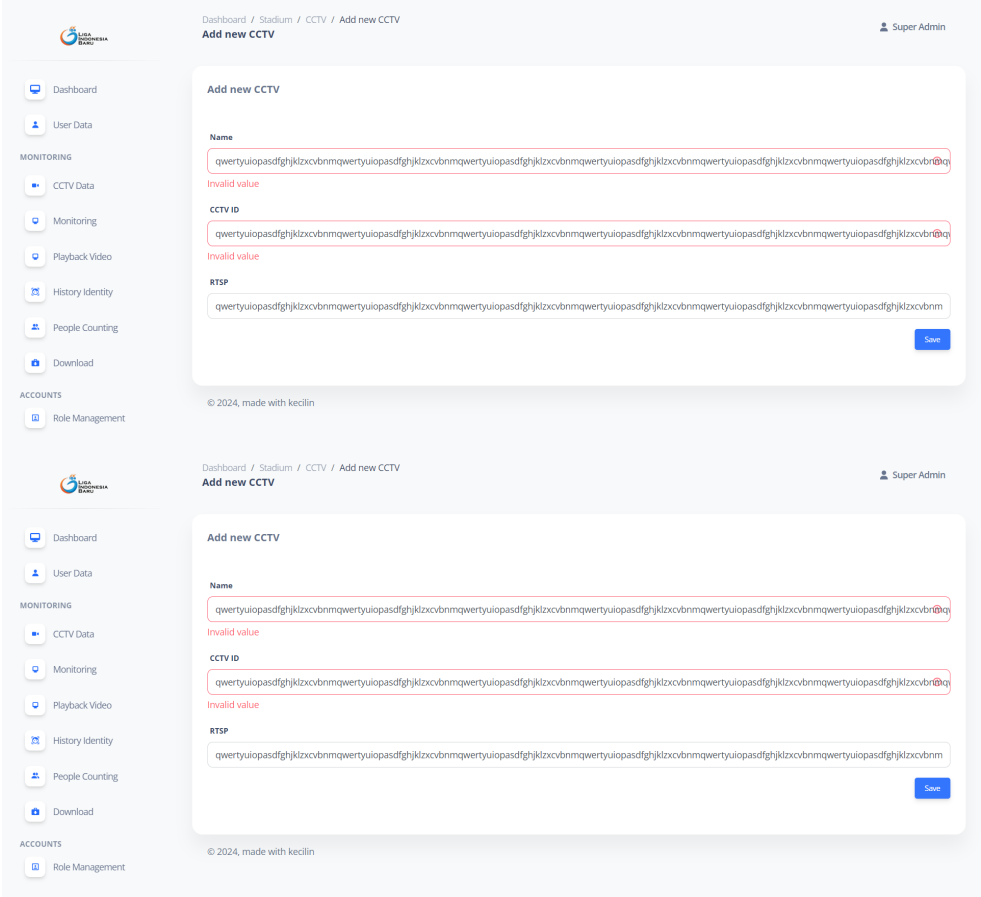 LIGA
INDONESIA
BARU
Dashboard / Stadium / CCTV / Add new CCTV
Add new CCTV
Super Admin
Dashboard
User Data
MONITORING
CCTV Data
Monitoring
Playback Video
History Identity
People Counting
Download
ACCOUNTS
Role Management
Add new CCTV
Name
qwertyuiopasdfghjklzxcvbnmqwertyuiopasdfghjklzxcvbnmqwertyuiopasdfghjklzxcvbnmqwertyuiopasdfghjklzxcvbnmqwertyuiopasdfghjklzxcvbnmqw
Invalid value
CCTV ID
qwertyuiopasdfghjklzxcvbnmqwertyuiopasdfghjklzxcvbnmqwertyuiopasdfghjklzxcvbnmqwertyuiopasdfghjklzxcvbnmqwertyuiopasdfghjklzxcvbnmqw
Invalid value
RTSP
qwertyuiopasdfghjklzxcvbnmqwertyuiopasdfghjklzxcvbnmqwertyuiopasdfghjklzxcvbnmqwertyuiopasdfghjklzxcvbnmqwertyuiopasdfghjklzxcvbnm
Save
© 2024, made with kecilin
LIGA
INDONESIA
BARU
Dashboard / Stadium / CCTV / Add new CCTV
Add new CCTV
Super Admin
Dashboard
User Data
MONITORING
CCTV Data
Monitoring
Playback Video
History Identity
People Counting
Download
ACCOUNTS
Role Management
Add new CCTV
Name
qwertyuiopasdfghjklzxcvbnmqwertyuiopasdfghjklzxcvbnmqwertyuiopasdfghjklzxcvbnmqwertyuiopasdfghjklzxcvbnmqwertyuiopasdfghjklzxcvbnmqw
Invalid value
CCTV ID
qwertyuiopasdfghjklzxcvbnmqwertyuiopasdfghjklzxcvbnmqwertyuiopasdfghjklzxcvbnmqwertyuiopasdfghjklzxcvbnmqwertyuiopasdfghjklzxcvbnmqw
Invalid value
RTSP
qwertyuiopasdfghjklzxcvbnmqwertyuiopasdfghjklzxcvbnmqwertyuiopasdfghjklzxcvbnmqwertyuiopasdfghjklzxcvbnmqwertyuiopasdfghjklzxcvbnm
Save
© 2024, made with kecilin